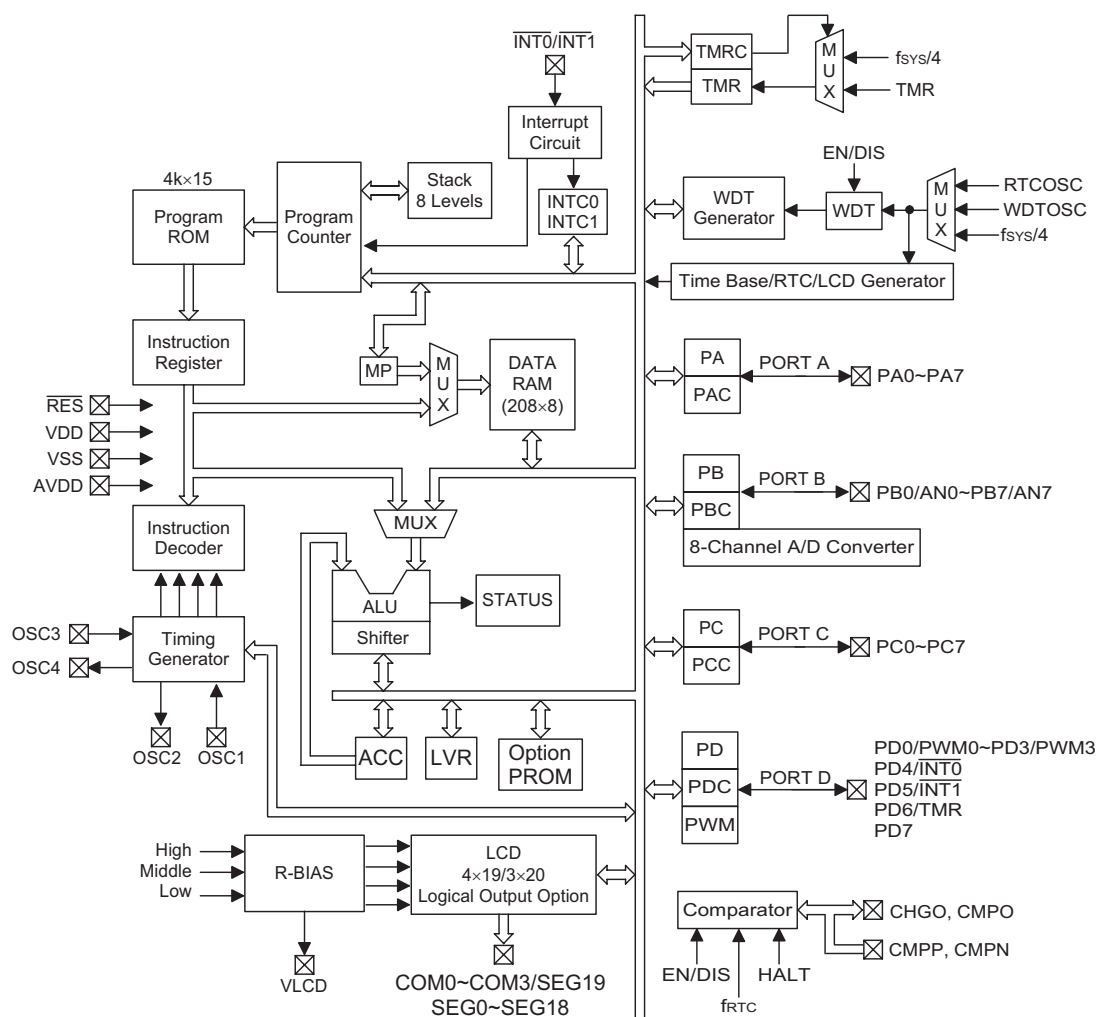 INT0/INT1
TMRC
TMR
MUX
fSYS/4
TMR
Interrupt
Circuit
EN/DIS
4k×15
Program
ROM
Program
Counter
Stack
8 Levels
INTC0
INTC1
WDT
Generator
WDT
MUX
RTCOSC
WDTOSC
fSYS/4
Time Base/RTC/LCD Generator
Instruction
Register
MP
MUX
DATA
RAM
(208×8)
PA
PAC
PORT A
PA0~PA7
RES
VDD
VSS
AVDD
PB
PBC
PORT B
PB0/AN0~PB7/AN7
8-Channel A/D Converter
Instruction
Decoder
MUX
ALU
Shifter
STATUS
OSC3
OSC4
Timing
Generator
OSC2
OSC1
PC
PCC
PORT C
PC0~PC7
ACC
LVR
Option
PROM
PD
PDC
PWM
PORT D
PD0/PWM0~PD3/PWM3
PD4/INT0
PD5/INT1
PD6/TMR
PD7
High
Middle
Low
R-BIAS
LCD
4×19/3×20
Logical Output Option
VLCD
COM0~COM3/SEG19
SEG0~SEG18
Comparator
CHGO, CMPO
CMPP, CMPN
EN/DIS
fRTC
HALT